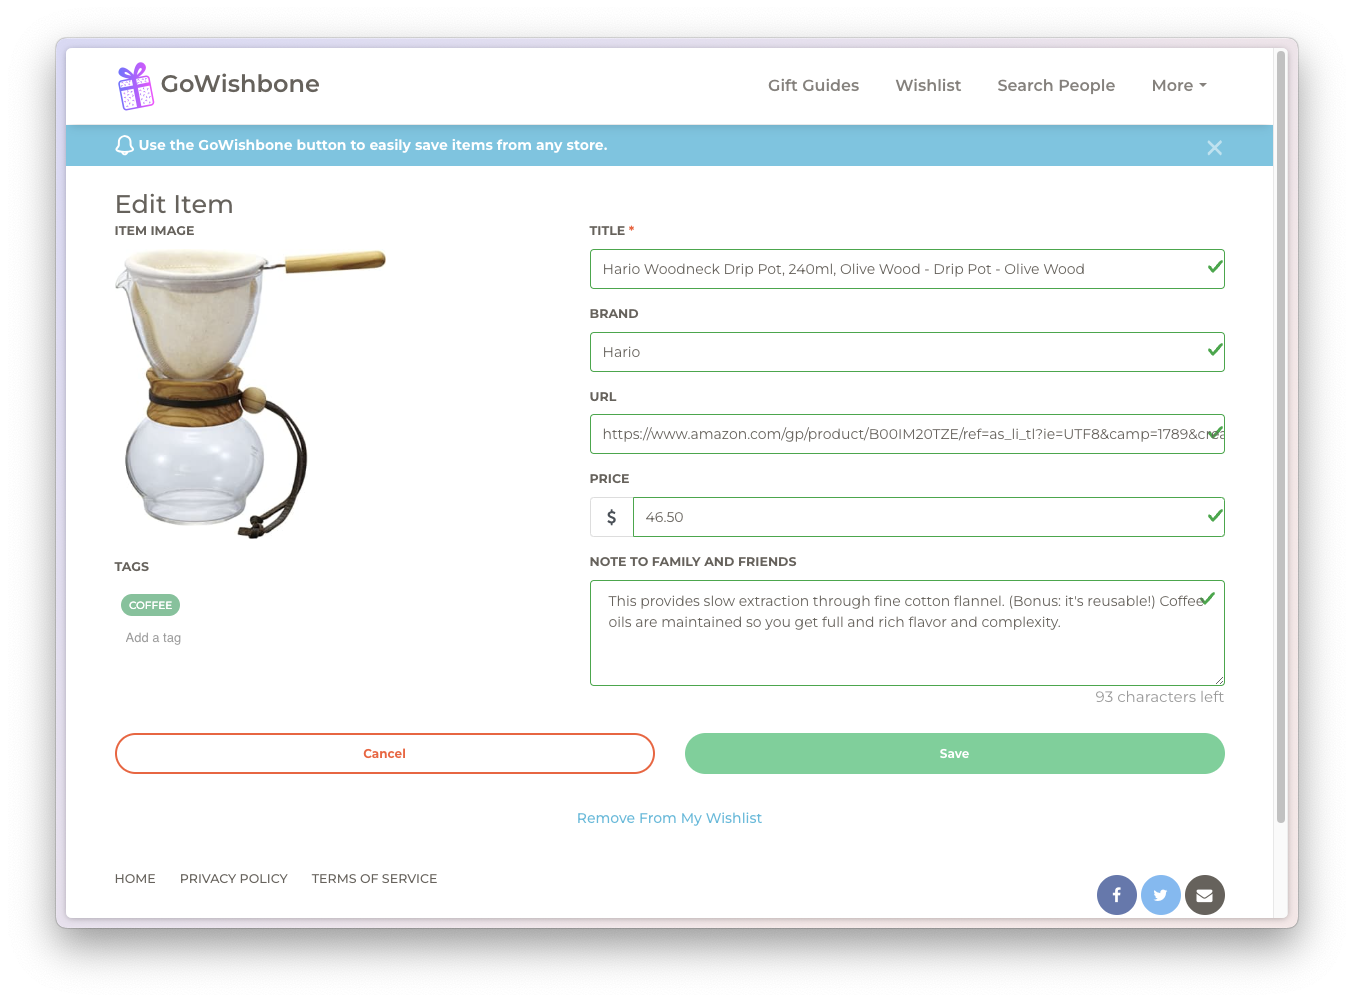 GoWishbone
Gift Guides
Wishlist
Search People
More
Use the GoWishbone button to easily save items from any store.
Edit Item
ITEM IMAGE
TITLE *
Hario Woodneck Drip Pot, 240ml, Olive Wood - Drip Pot - Olive Wood
BRAND
Hario
URL
https://www.amazon.com/gp/product/B00IM20TZE/ref=as_li_tl?ie=UTF8&camp=1789&crea
PRICE
$
46.50
NOTE TO FAMILY AND FRIENDS
This provides slow extraction through fine cotton flannel. (Bonus: it's reusable!) Coffee
oils are maintained so you get full and rich flavor and complexity.
93 characters left
TAGS
COFFEE
Add a tag
Cancel
Save
Remove From My Wishlist
HOME
PRIVACY POLICY
TERMS OF SERVICE